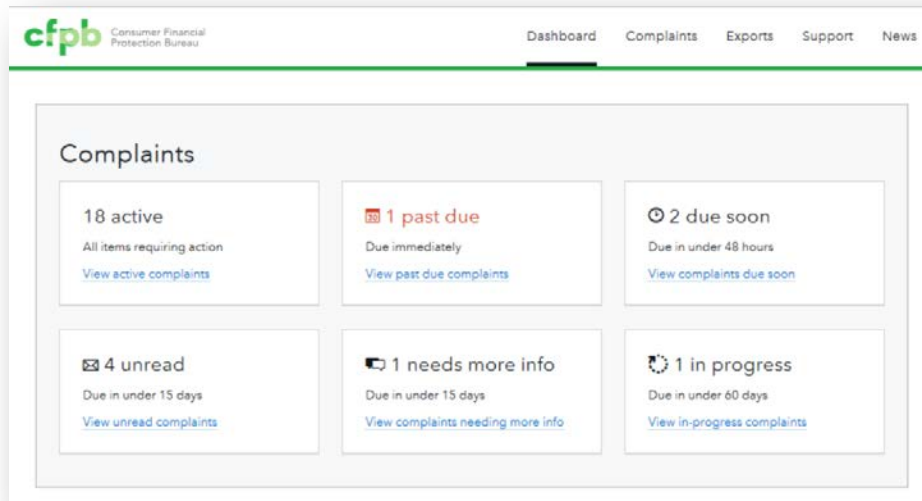 cfpb Consumer Financial
Protection Bureau
Dashboard Complaints Exports Support News
Complaints
18 active
All items requiring action
View active complaints
20 1 past due
Due immediately
View past due complaints
2 due soon
Due in under 48 hours
View complaints due soon
4 unread
Due in under 15 days
View unread complaints
1 needs more info
Due in under 15 days
View complaints needing more info
1 in progress
Due in under 60 days
View in-progress complaints